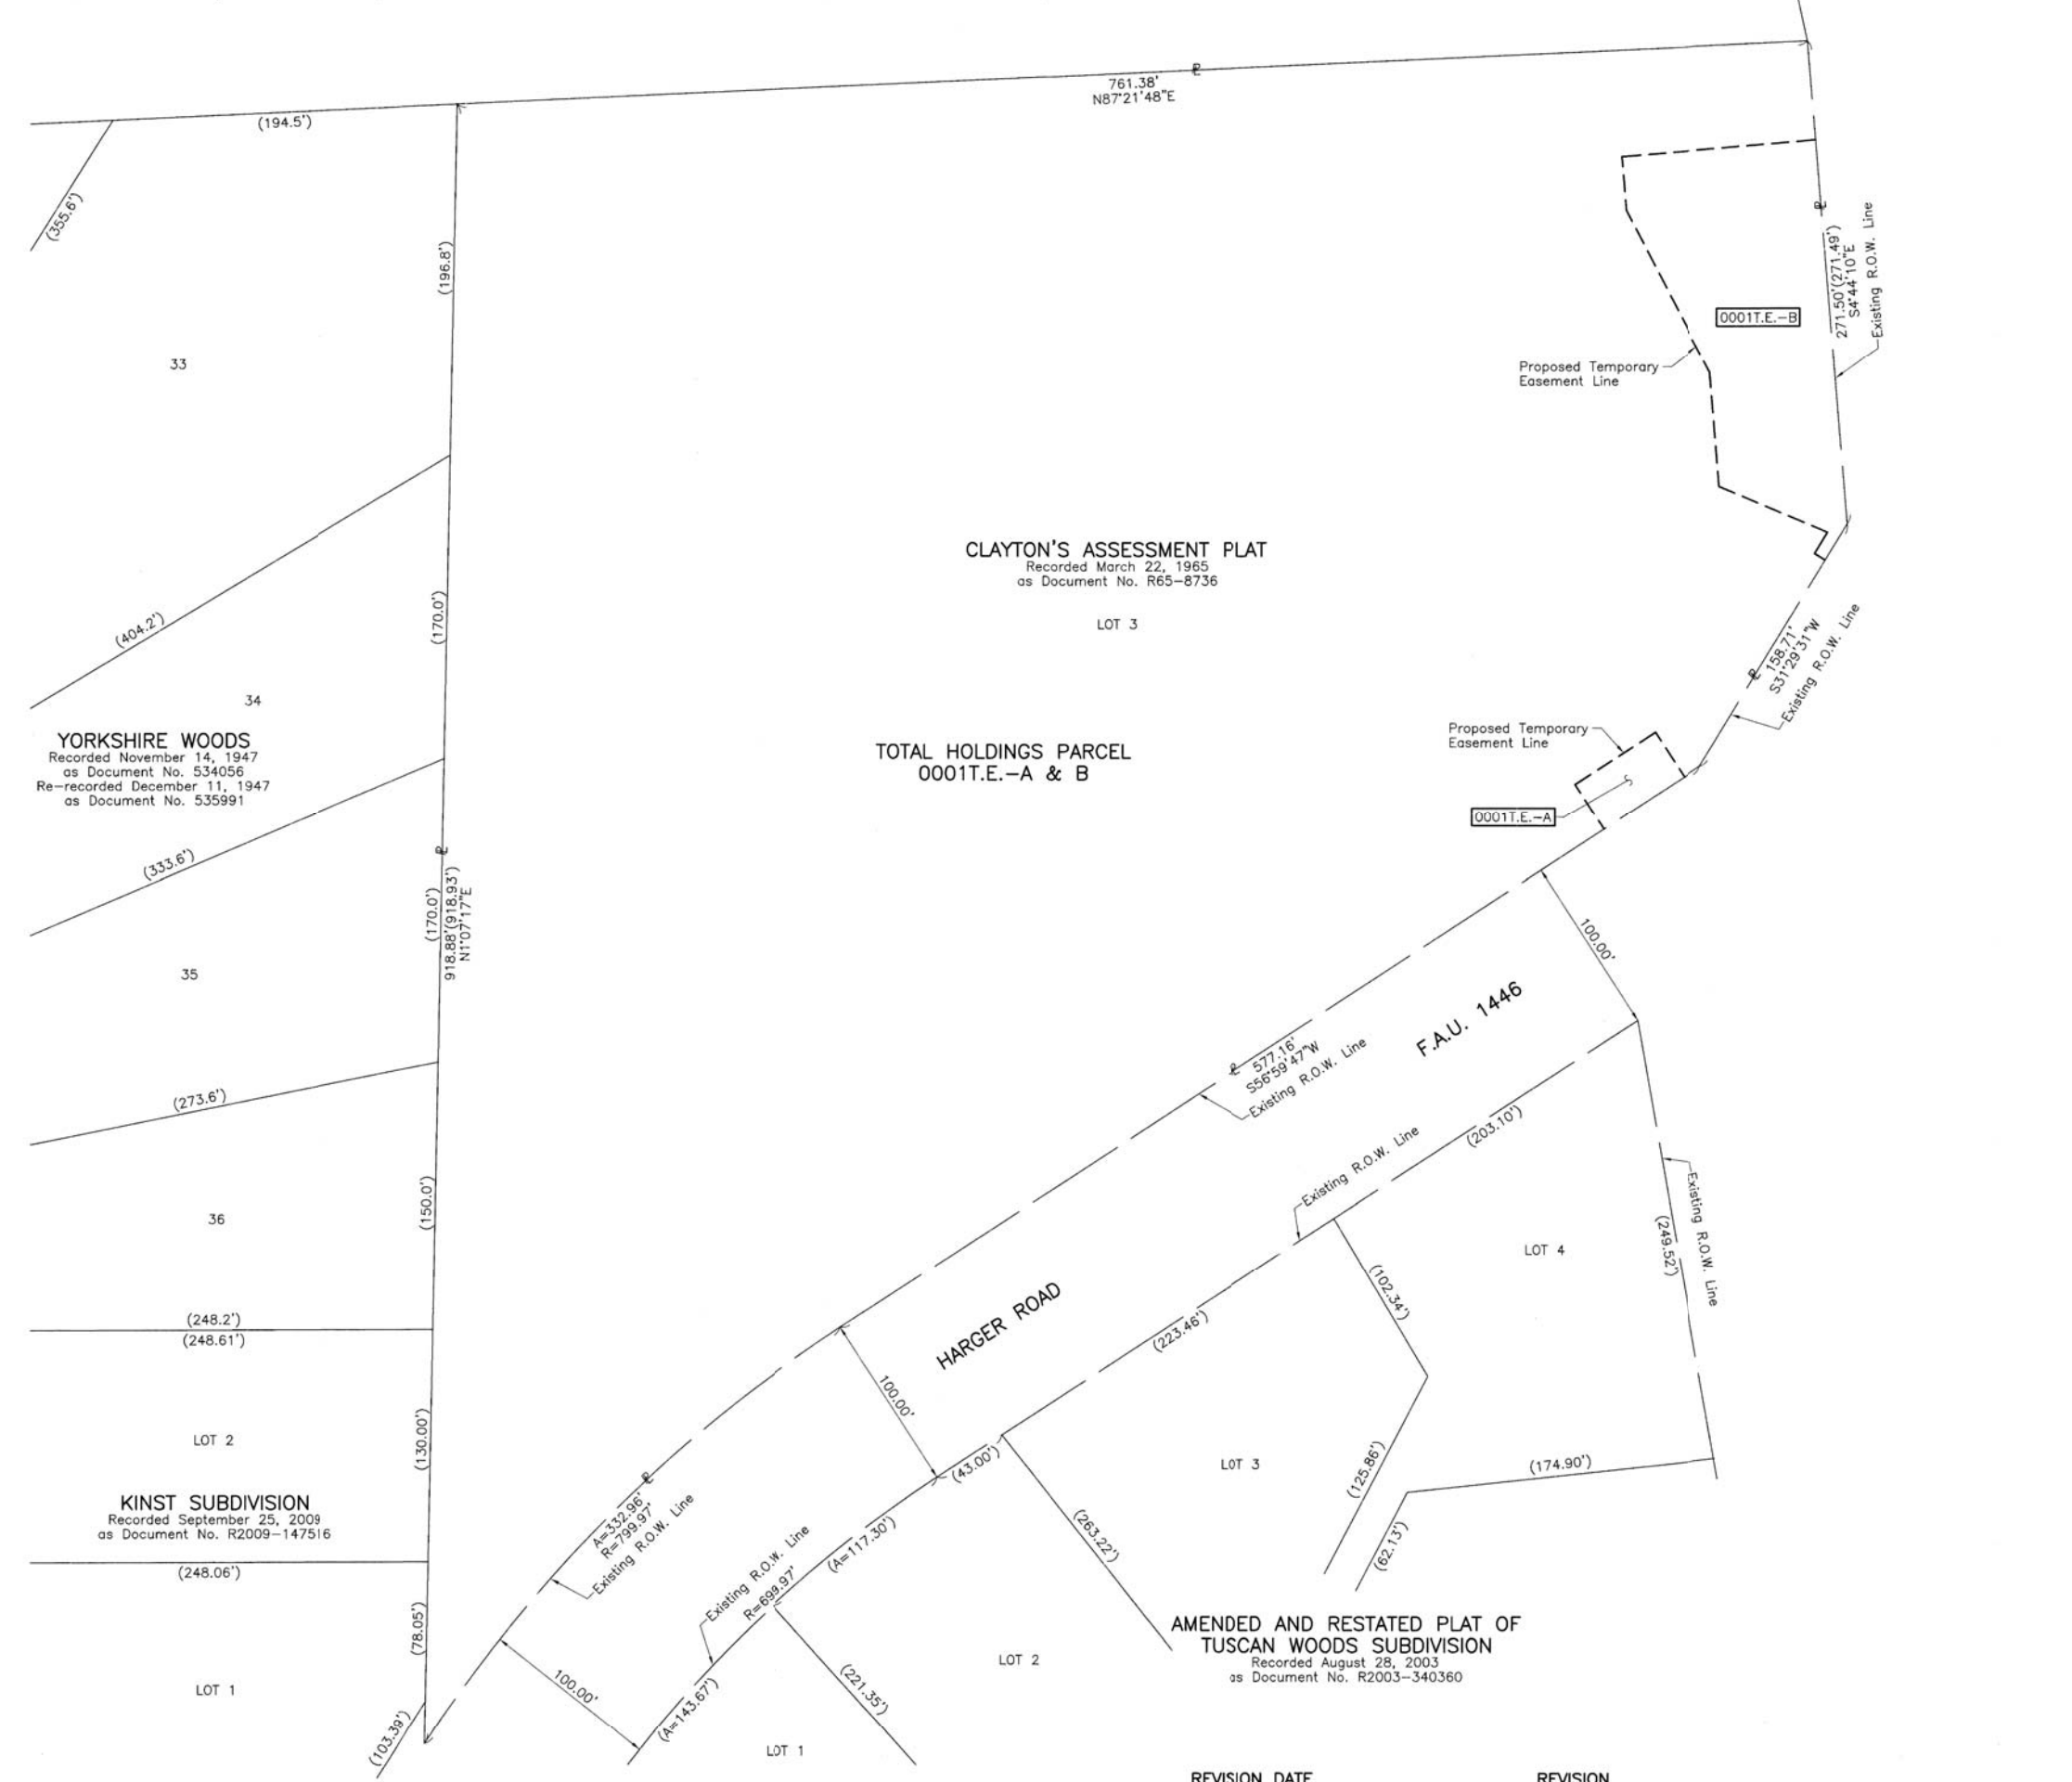 761.38'
N87°21'48"E
(194.5')
(355.6')
(196.8')
271.50'(271.49')
S4°44'10"E
Existing R.O.W. Line
0001T.E.-B
33
Proposed Temporary
Easement Line
CLAYTON'S ASSESSMENT PLAT
Recorded March 22, 1965
as Document No. R65-8736
LOT 3
(170.0')
(404.2')
158.71'
S31°29'31"W
Existing R.O.W. Line
34
YORKSHIRE WOODS
Recorded November 14, 1947
as Document No. 534056
Re-recorded December 11, 1947
as Document No. 535991
TOTAL HOLDINGS PARCEL
0001T.E.-A & B
Proposed Temporary
Easement Line
0001T.E.-A
(333.6')
(170.0')
918.88'(918.93')
N1°07'17"E
100.00'
35
F.A.U. 1446
577.16'
S56°59'47"W
Existing R.O.W. Line
(273.6')
(203.10')
Existing R.O.W. Line
Existing R.O.W. Line
(249.52')
(150.0')
36
LOT 4
(102.34')
HARGER ROAD
(223.46')
(248.2')
(248.61')
100.00'
(130.00')
LOT 2
(43.00')
LOT 3
(125.86')
(174.90')
KINST SUBDIVISION
Recorded September 25, 2009
as Document No. R2009-147516
A=332.96'
R=799.97'
Existing R.O.W. Line
(A=117.30')
(263.22')
(62.13')
(248.06')
Existing R.O.W. Line
R=699.97'
(78.05')
AMENDED AND RESTATED PLAT OF
TUSCAN WOODS SUBDIVISION
Recorded August 28, 2003
as Document No. R2003-340360
LOT 2
LOT 1
100.00'
(221.35')
(A=143.67')
(103.39')
LOT 1
REVISION DATE
REVISION